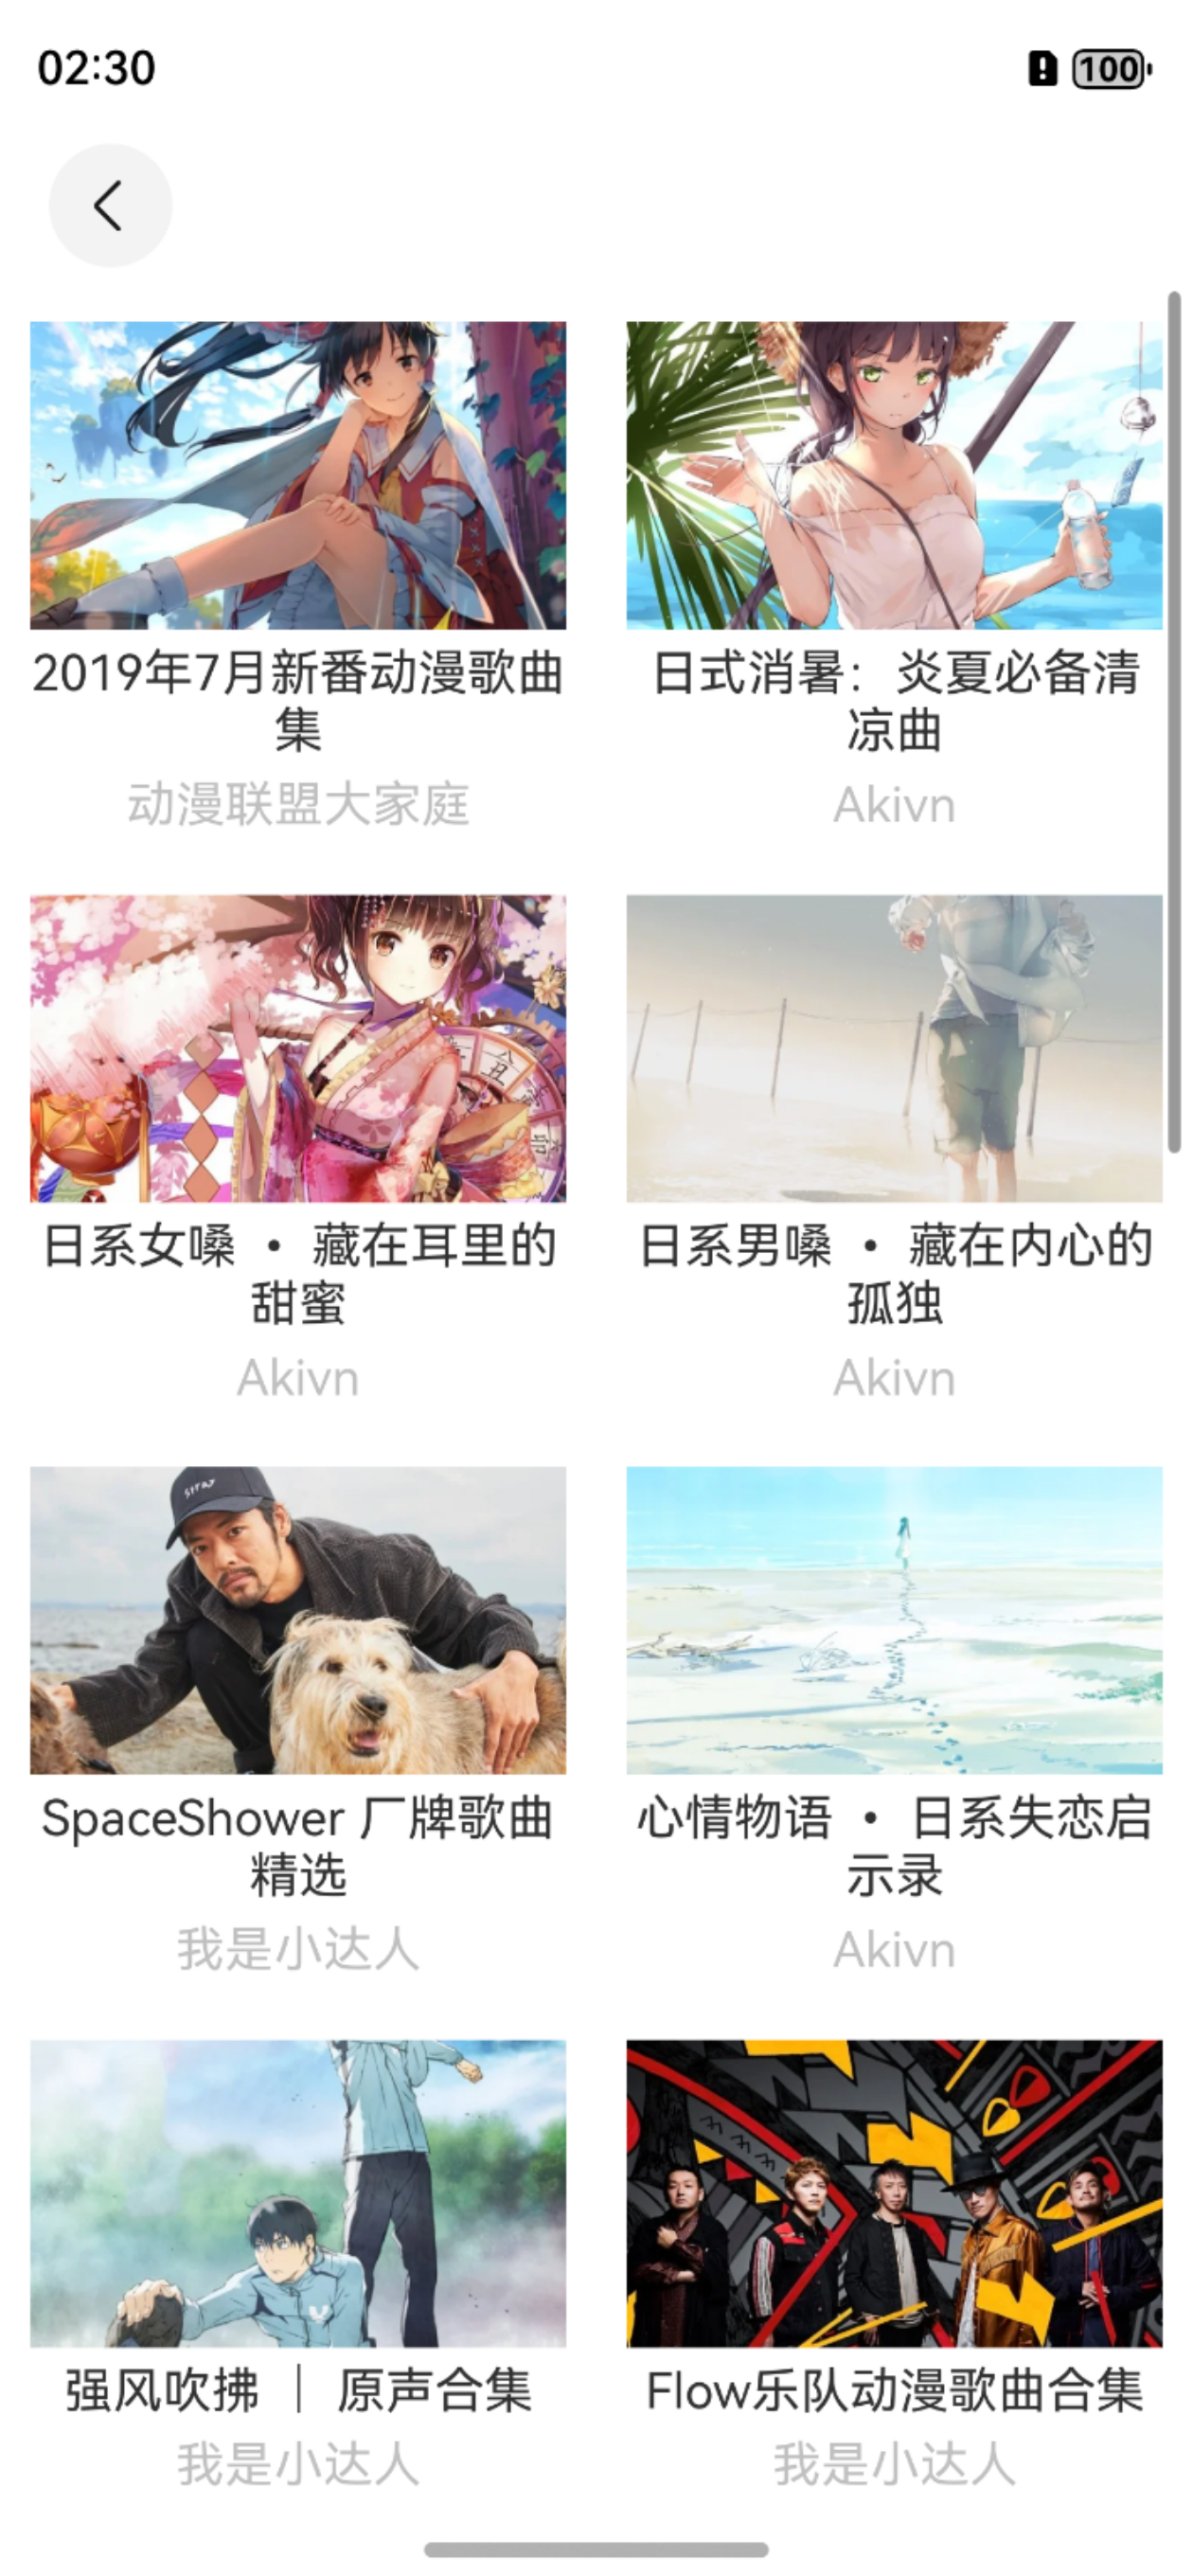 02:30
100
2019年7月新番动漫歌曲
集
动漫联盟大家庭
日式消暑：炎夏必备清
凉曲
Akivn
丑
卯
日系女嗓 • 藏在耳里的
甜蜜
Akivn
日系男嗓 • 藏在内心的
孤独
Akivn
stray
SpaceShower 厂牌歌曲
精选
我是小达人
心情物语 • 日系失恋启
示录
Akivn
强风吹拂 ｜ 原声合集
我是小达人
Flow乐队动漫歌曲合集
我是小达人